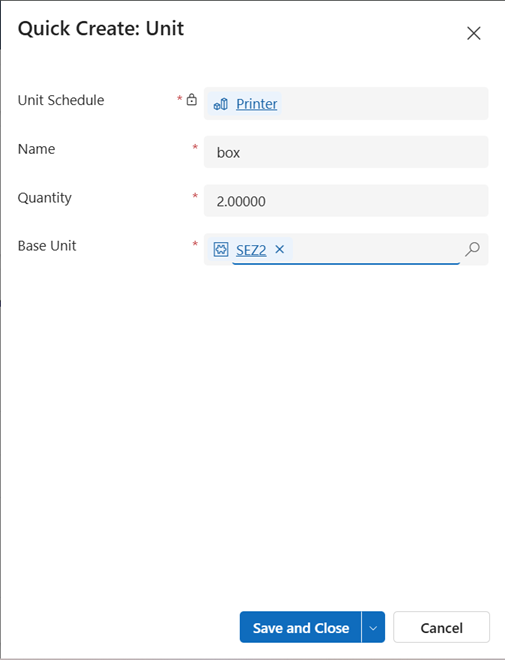 Quick Create: Unit
Unit Schedule * Printer
Name * box
Quantity * 2.00000
Base Unit * SEZ2
Save and Close
Cancel